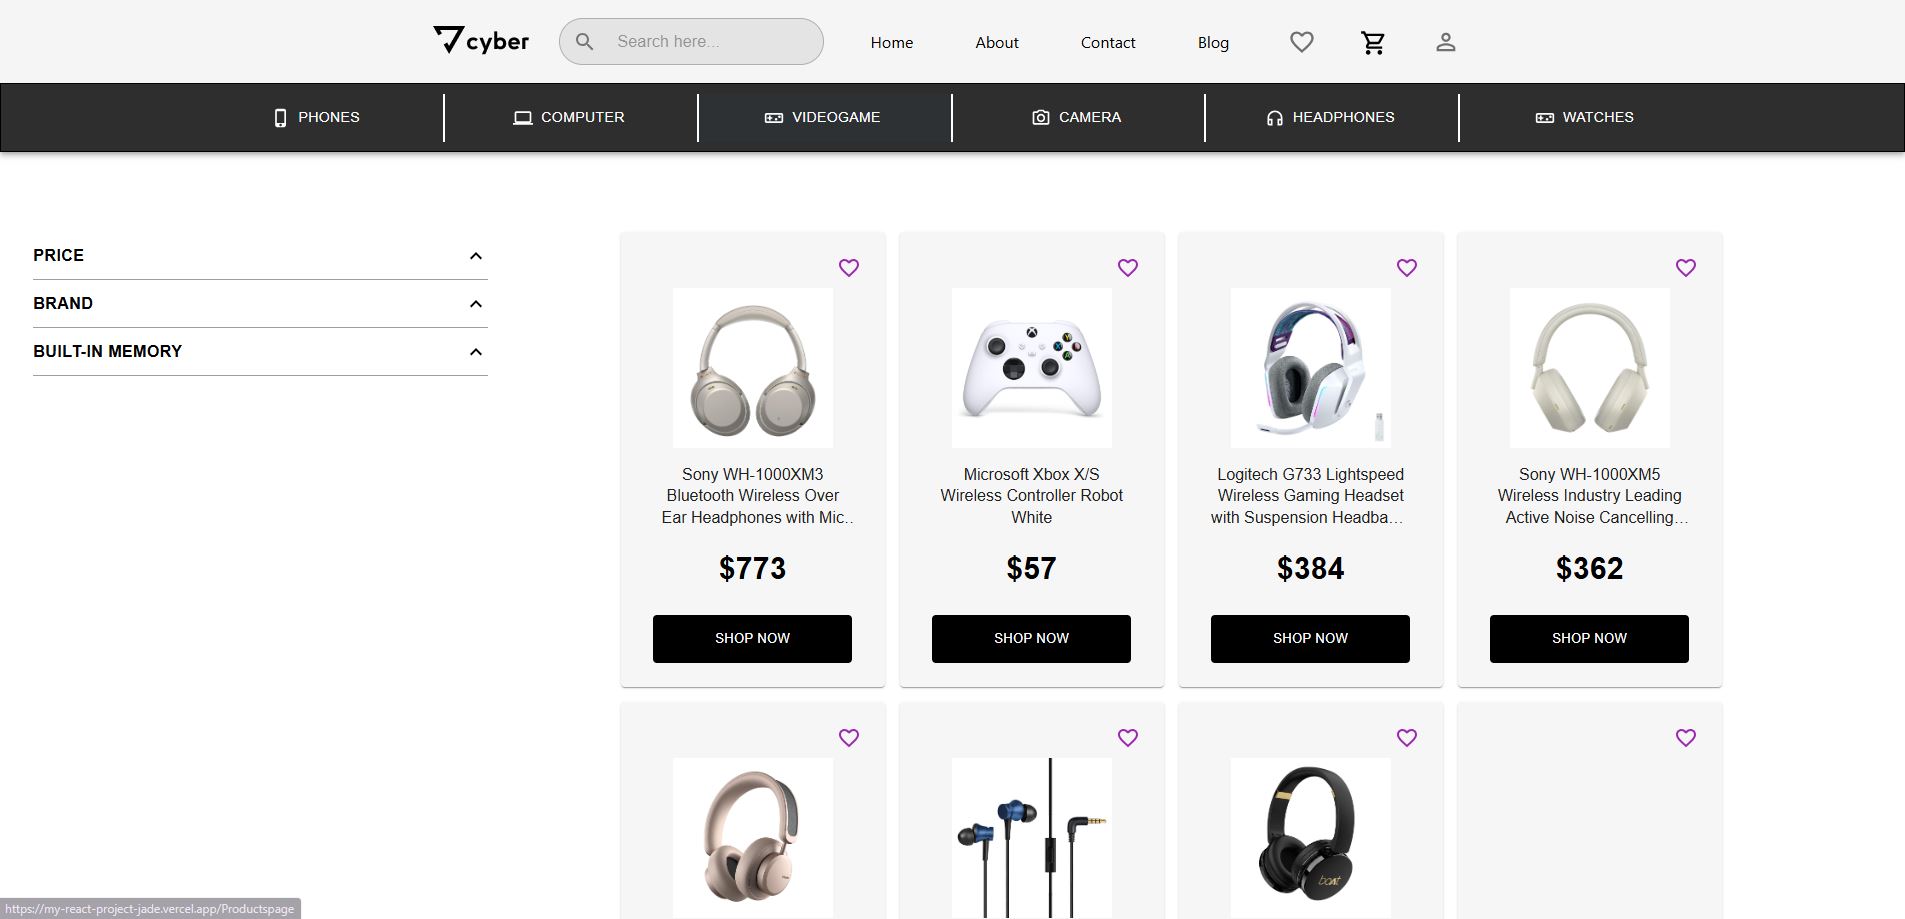 cyber
Search here...
Home
About
Contact
Blog
PHONES
COMPUTER
VIDEOGAME
CAMERA
HEADPHONES
WATCHES
PRICE
BRAND
BUILT-IN MEMORY
Sony WH-1000XM3
Bluetooth Wireless Over
Ear Headphones with Mic..
$773
SHOP NOW
Microsoft Xbox X/S
Wireless Controller Robot
White
$57
SHOP NOW
Logitech G733 Lightspeed
Wireless Gaming Headset
with Suspension Headba...
$384
SHOP NOW
Sony WH-1000XM5
Wireless Industry Leading
Active Noise Cancelling...
$362
SHOP NOW
boAt
https://my-react-project-jade.vercel.app/Productspage